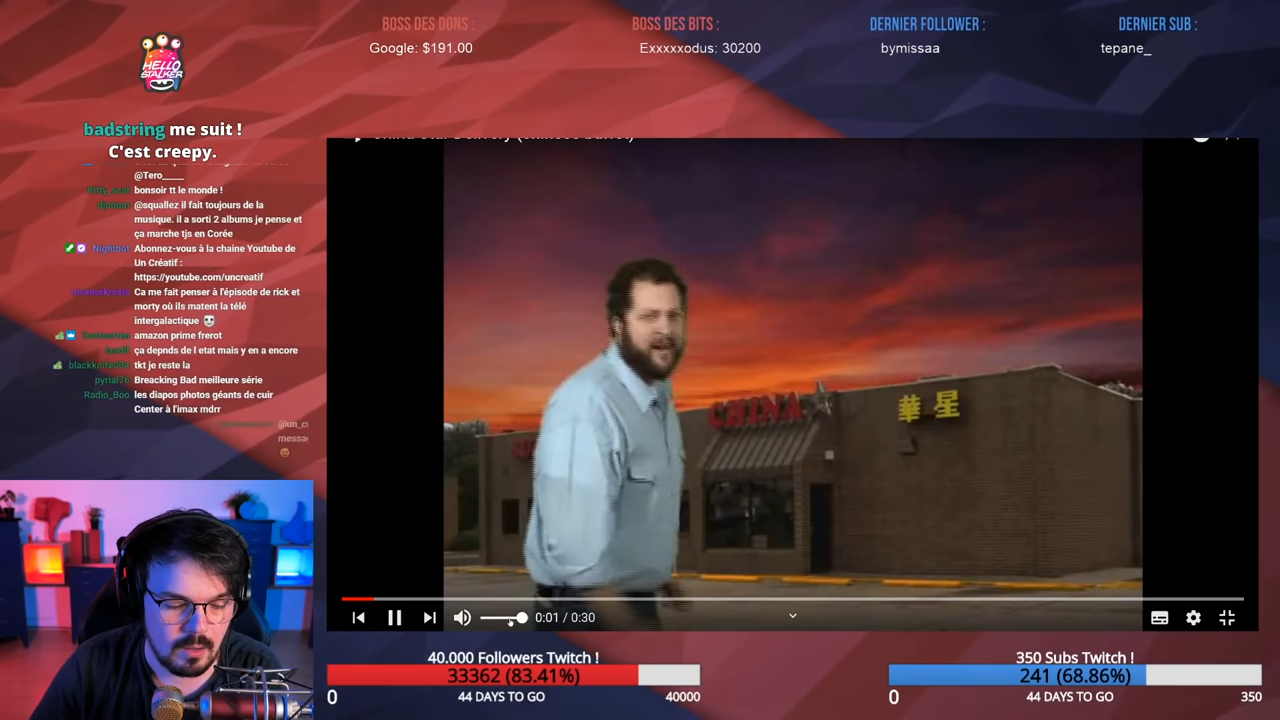 BOSS DES DONS :
Google: $191.00
BOSS DES BITS :
Exxxxxodus: 30200
DERNIER FOLLOWER :
bymissaa
DERNIER SUB :
tepane_
HELLO
STALKER
badstring me suit !
C'est creepy.
@Tero_____
bonsoir tt le monde !
@squallez il fait toujours de la
musique. il a sorti 2 albums je pense et
ça marche tjs en Corée
Nightbot Abonnez-vous à la chaine Youtube de
Un Créatif :
https://youtube.com/uncreatif
Ca me fait penser à l'épisode de rick et
morty où ils matent la télé
intergalactique
amazon prime frerot
ça depnds de l etat mais y en a encore
tkt je reste la
pyrial76 Breacking Bad meilleure série
Radio_Boo les diapos photos géants de cuir
Center à l'imax mdrr
CHINA
華星
0:01 / 0:30
40.000 Followers Twitch !
33362 (83.41%)
0 44 DAYS TO GO 40000
350 Subs Twitch !
241 (68.86%)
0 44 DAYS TO GO 350